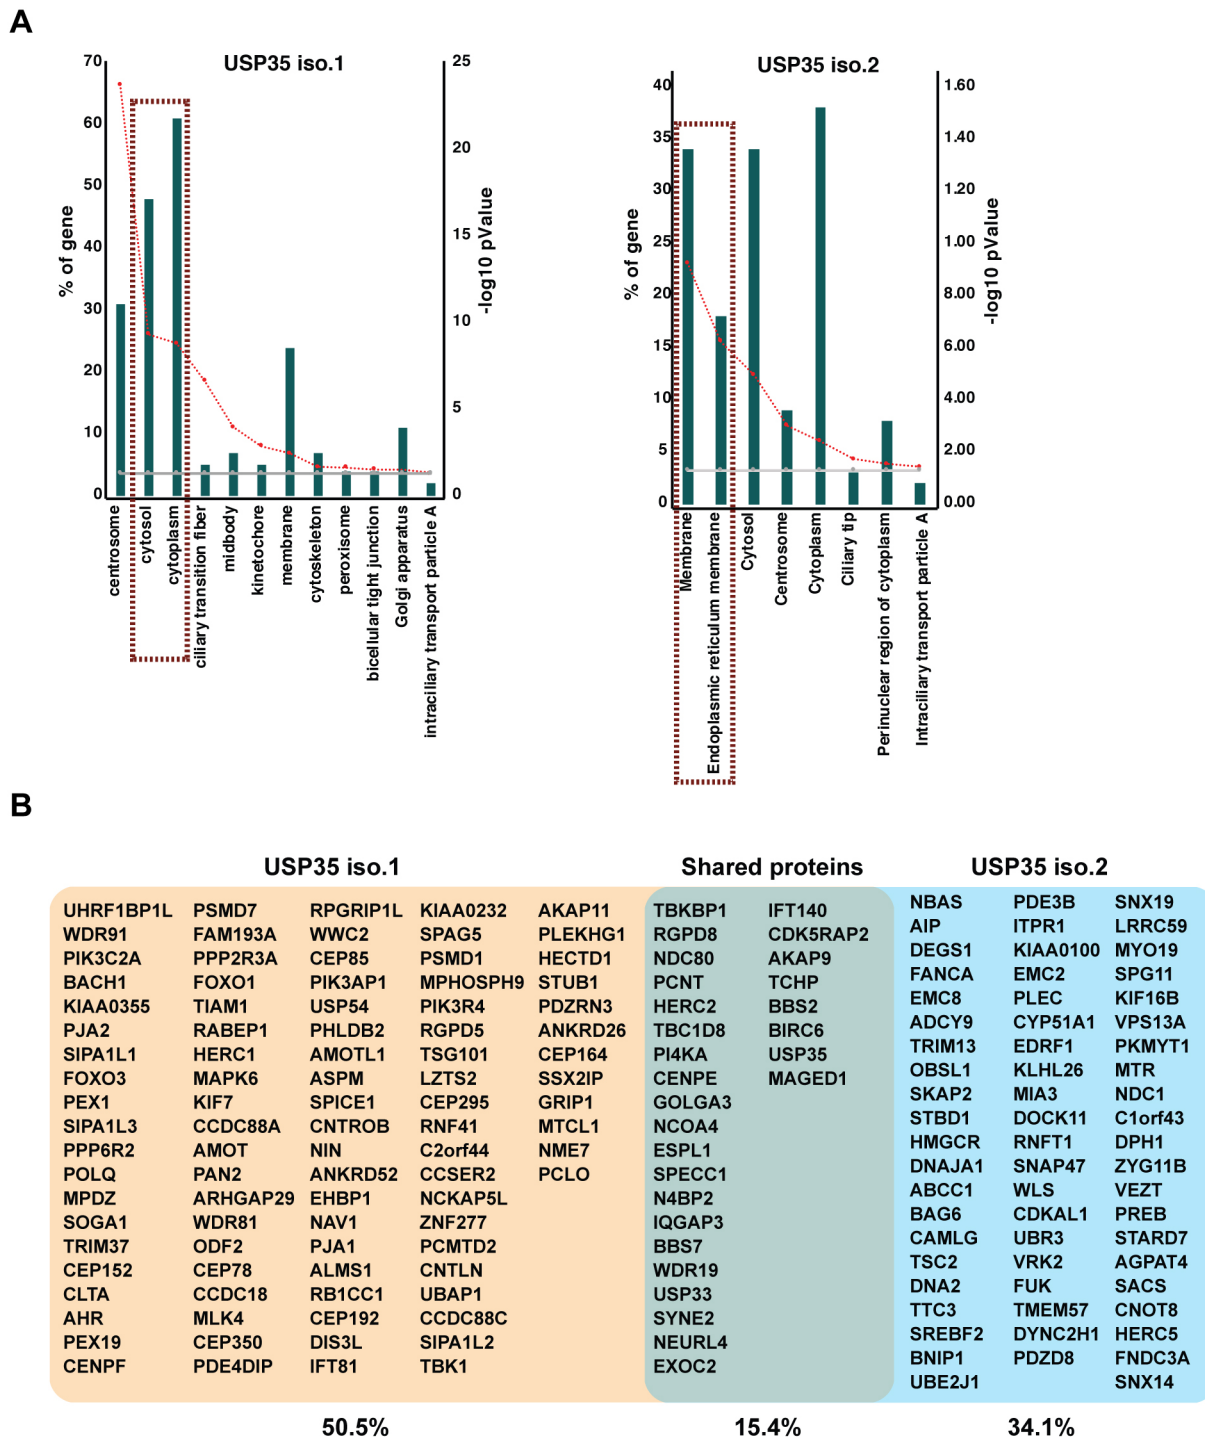 A
USP35 iso.1
70
60
50
40
30
20
10
0
% of gene
25
20
15
10
5
0
-log10 pValue
centrosome
cytosol
cytoplasm
ciliary transition fiber
midbody
kinetochore
membrane
cytoskeleton
peroxisome
bicellular tight junction
Golgi apparatus
intraciliary transport particle A
USP35 iso.2
40
35
30
25
20
15
10
5
0
% of gene
1.60
1.40
1.20
1.00
8.00
6.00
4.00
2.00
0.00
-log10 pValue
Membrane
Endoplasmic reticulum membrane
Cytosol
Centrosome
Cytoplasm
Ciliary tip
Perinuclear region of cytoplasm
Intraciliary transport particle A
B
USP35 iso.1
UHRF1BP1L PSMD7 RPGRIP1L KIAA0232 AKAP11
WDR91 FAM193A WWC2 SPAG5 PLEKHG1
PIK3C2A PPP2R3A CEP85 PSMD1 HECTD1
BACH1 FOXO1 PIK3AP1 MPHOSPH9 STUB1
KIAA0355 TIAM1 USP54 PIK3R4 PDZRN3
PJA2 RABEP1 PHLDB2 RGPD5 ANKRD26
SIPA1L1 HERC1 AMOTL1 TSG101 CEP164
FOXO3 MAPK6 ASPM LZTS2 SSX2IP
PEX1 KIF7 SPICE1 CEP295 GRIP1
SIPA1L3 CCDC88A CNTROB RNF41 MTCL1
PPP6R2 AMOT NIN C2orf44 NME7
POLQ PAN2 ANKRD52 CCSER2 PCLO
MPDZ ARHGAP29 EHBP1 NCKAP5L
SOGA1 WDR81 NAV1 ZNF277
TRIM37 ODF2 PJA1 PCMTD2
CEP152 CEP78 ALMS1 CNTLN
CLTA CCDC18 RB1CC1 UBAP1
AHR MLK4 CEP192 CCDC88C
PEX19 CEP350 DIS3L SIPA1L2
CENPF PDE4DIP IFT81 TBK1
50.5%
Shared proteins
TBKBP1 IFT140
RGPD8 CDK5RAP2
NDC80 AKAP9
PCNT TCHP
HERC2 BBS2
TBC1D8 BIRC6
PI4KA USP35
CENPE MAGED1
GOLGA3
NCOA4
ESPL1
SPECC1
N4BP2
IQGAP3
BBS7
WDR19
USP33
SYNE2
NEURL4
EXOC2
15.4%
USP35 iso.2
NBAS PDE3B SNX19
AIP ITPR1 LRRC59
DEGS1 KIAA0100 MYO19
FANCA EMC2 SPG11
EMC8 PLEC KIF16B
ADCY9 CYP51A1 VPS13A
TRIM13 EDRF1 PKMYT1
OBSL1 KLHL26 MTR
SKAP2 MIA3 NDC1
STBD1 DOCK11 C1orf43
HMGCR RNFT1 DPH1
DNAJA1 SNAP47 ZYG11B
ABCC1 WLS VEZT
BAG6 CDKAL1 PREB
CAMLG UBR3 STARD7
TSC2 VRK2 AGPAT4
DNA2 FUK SACS
TTC3 TMEM57 CNOT8
SREBF2 DYNC2H1 HERC5
BNIP1 PDZD8 FNDC3A
UBE2J1 SNX14
34.1%